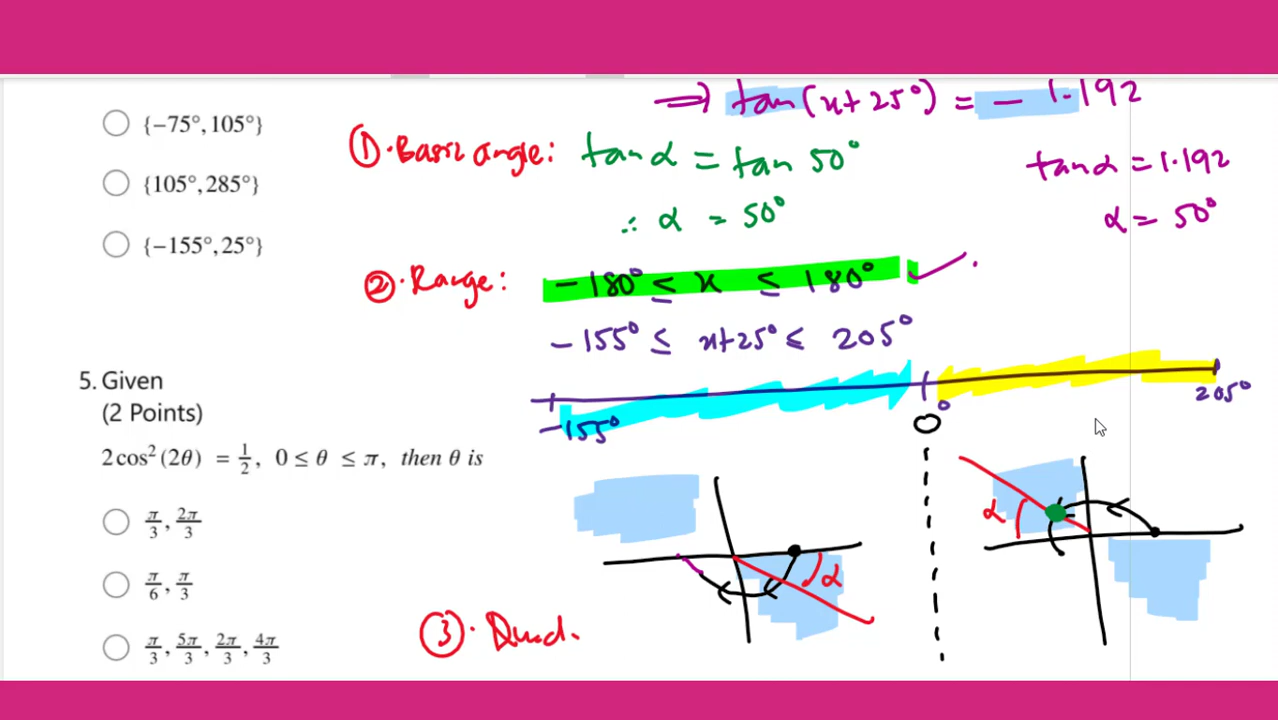 ⟹ tan(x+25°) = - 1.192
{-75°, 105°}
① Basic angle: tanα = tan 50°
tanα = 1.192
{105°, 285°}
∴ α = 50°
α = 50°
{-155°, 25°}
② Range: -180° ≤ x ≤ 180°
-155° ≤ x+25° ≤ 205°
5. Given
(2 Points)
-155°
0
205°
2cos²(2θ) = 1/2, 0 ≤ θ ≤ π, then θ is
π/3, 2π/3
α
π/6, π/3
α
③. Quad.
π/3, 5π/3, 2π/3, 4π/3